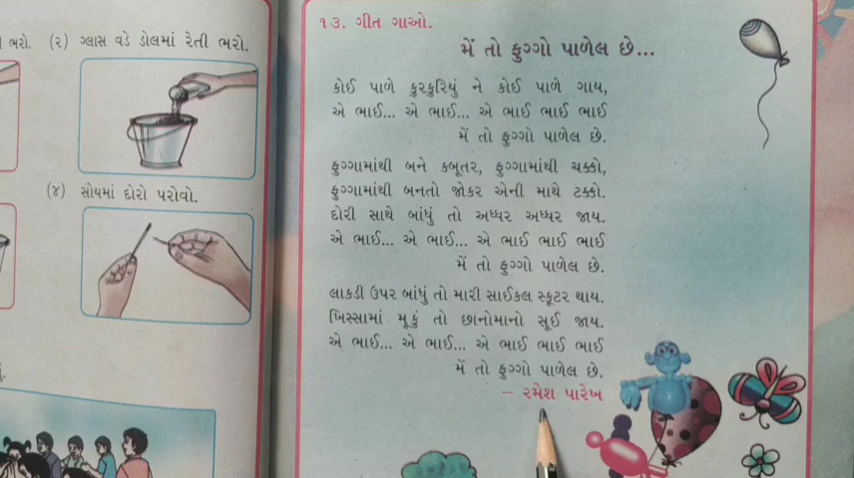 ભરો.
(૨) ગ્લાસ વડે ડોલમાં રેતી ભરો.
(૪) સોયમાં દોરો પરોવો.
૧૩. ગીત ગાઓ.
મેં તો ફુગ્ગો પાળેલ છે...
કોઈ પાળે કુરકુરિયું ને કોઈ પાળે ગાય,
એ ભાઈ... એ ભાઈ... એ ભાઈ ભાઈ ભાઈ
મેં તો ફુગ્ગો પાળેલ છે.
ફુગ્ગામાંથી બને કબૂતર, ફુગ્ગામાંથી ચક્કો,
ફુગ્ગામાંથી બનતો જોકર એની માથે ટક્કો.
દોરી સાથે બાંધું તો અધ્ધર અધ્ધર જાય.
એ ભાઈ... એ ભાઈ... એ ભાઈ ભાઈ ભાઈ
મેં તો ફુગ્ગો પાળેલ છે.
લાકડી ઉપર બાંધું તો મારી સાઈકલ સ્કૂટર થાય.
ખિસ્સામાં મૂકું તો છાનોમાનો સૂઈ જાય.
એ ભાઈ... એ ભાઈ... એ ભાઈ ભાઈ ભાઈ
મેં તો ફુગ્ગો પાળેલ છે.
– રમેશ પારેખ